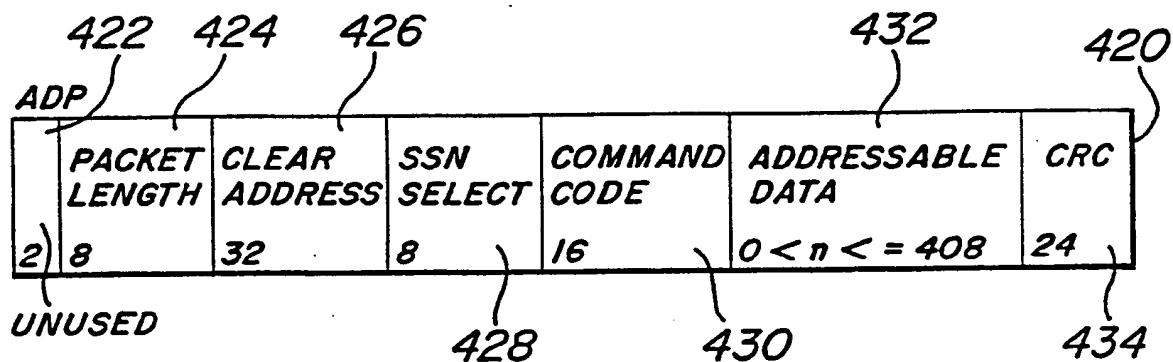 422 424 426 432 420
ADP
PACKET LENGTH
CLEAR ADDRESS
SSN SELECT
COMMAND CODE
ADDRESSABLE DATA
CRC
2 8 32 8 16 0 < n < = 408 24
UNUSED
428 430 434